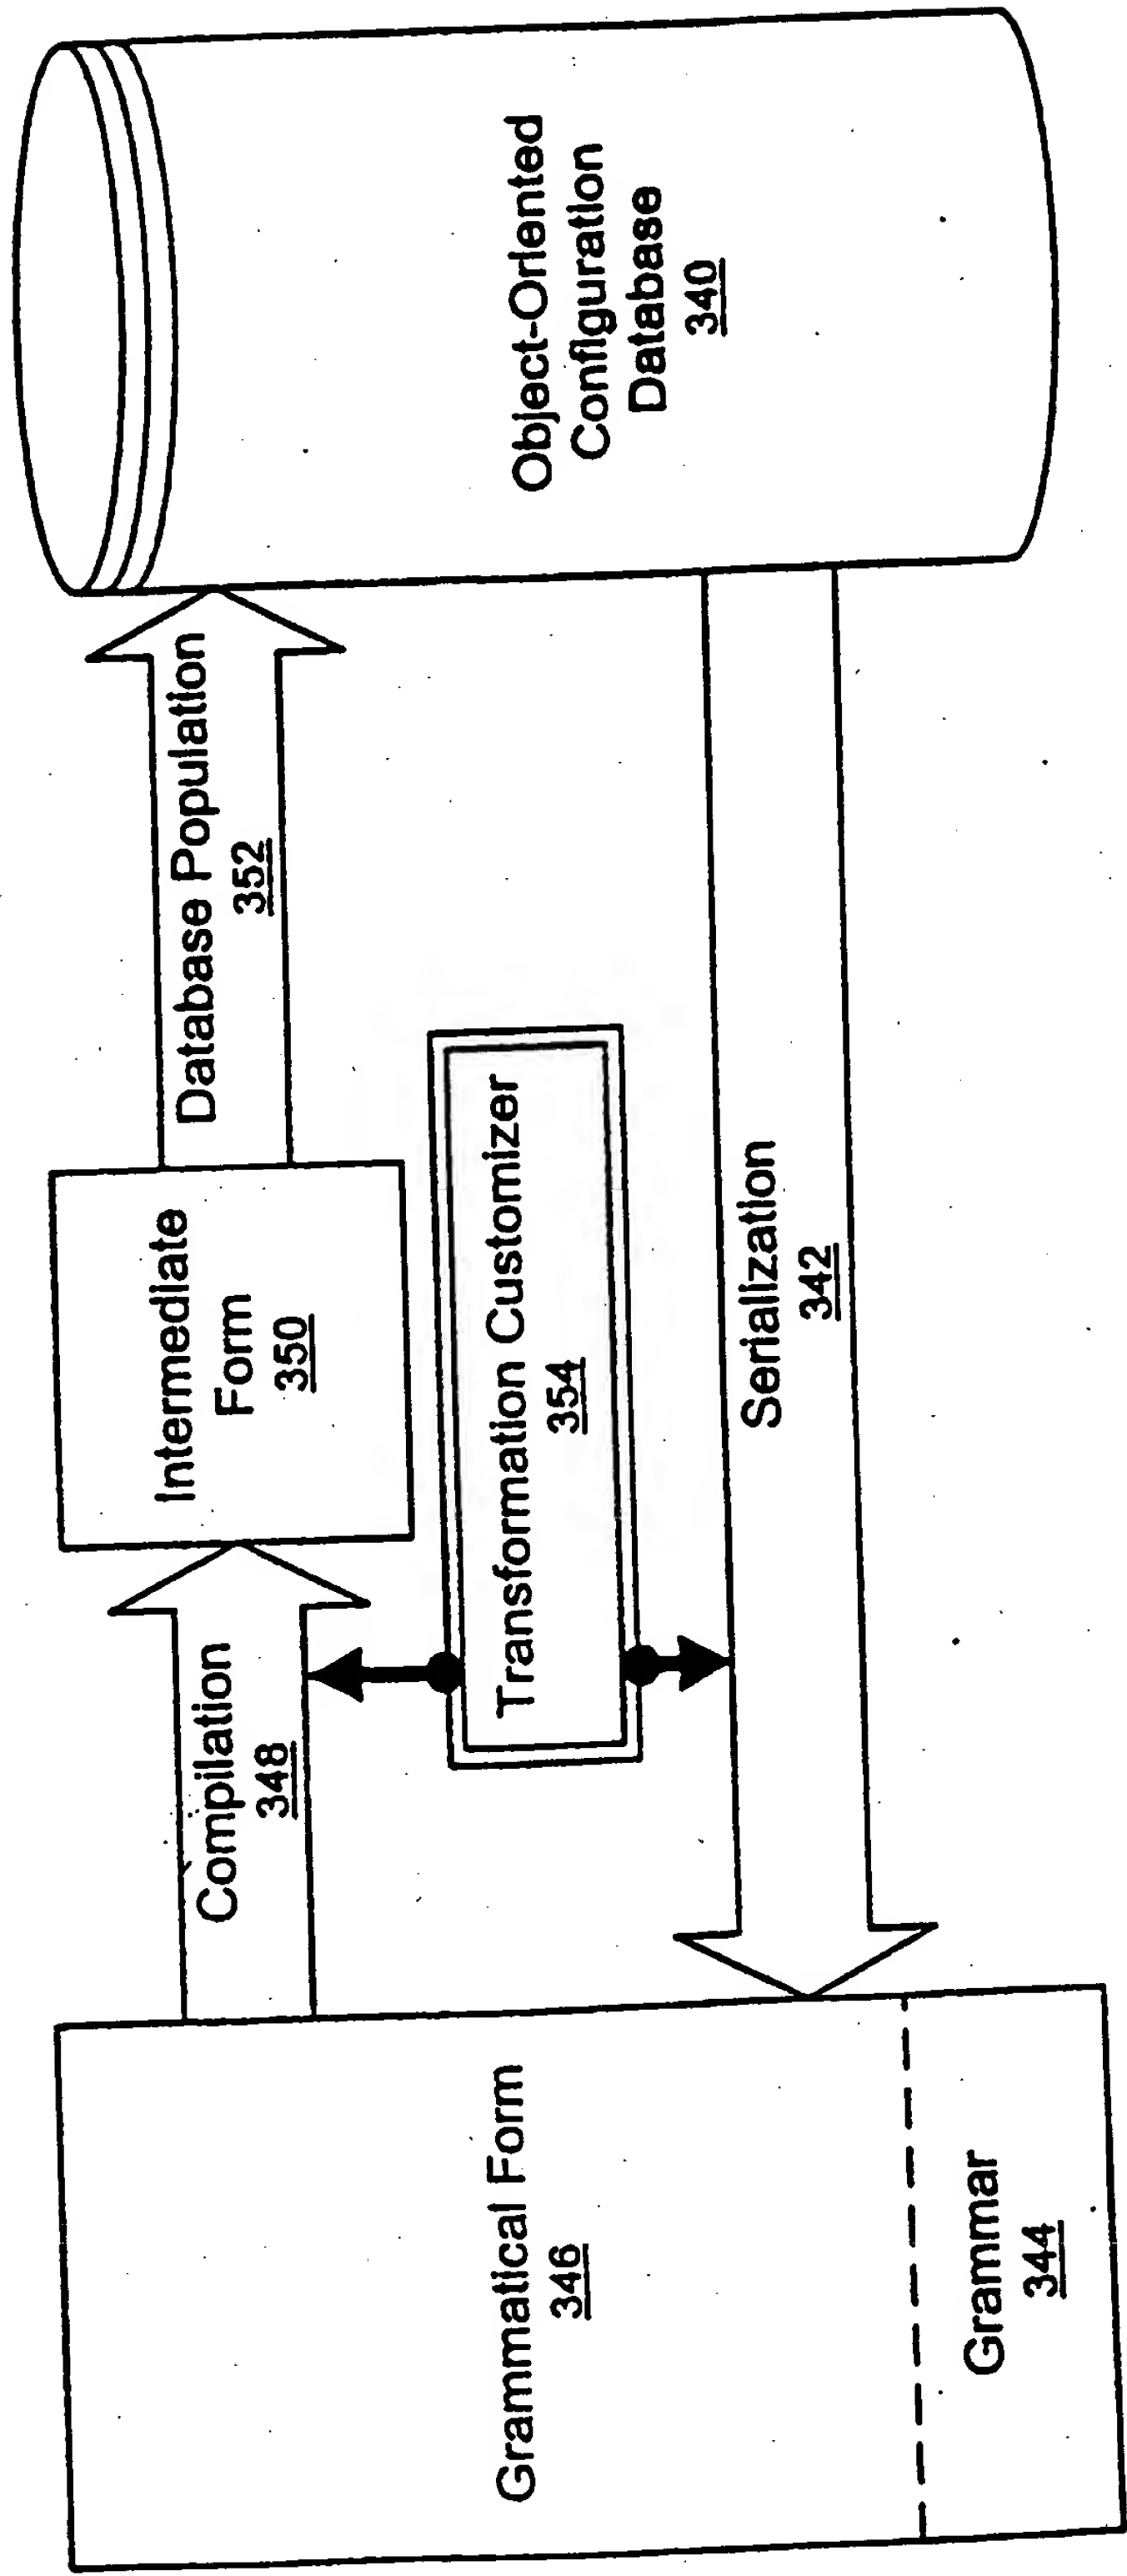 Grammatical Form
346
Grammar
344
Compilation
348
Intermediate
Form
350
Database Population
352
Transformation Customizer
354
Serialization
342
Object-Oriented
Configuration
Database
340